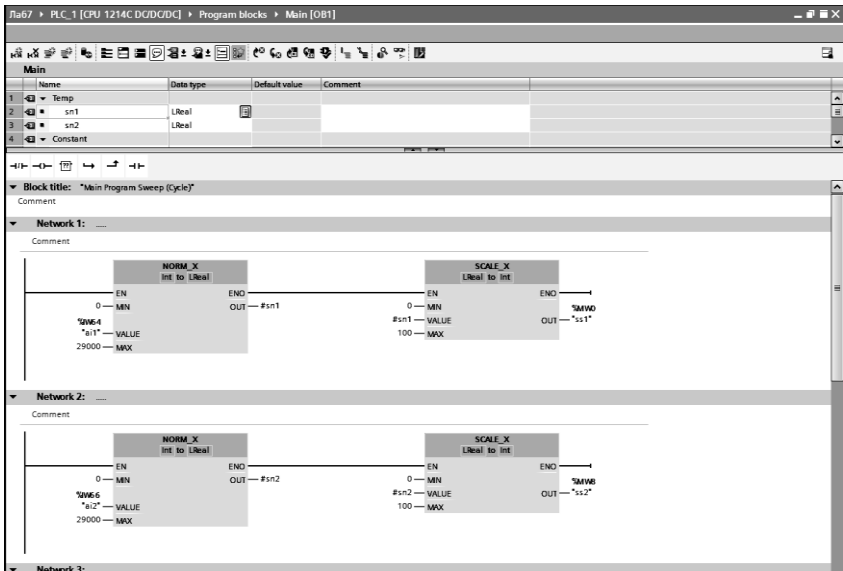 Ла67 ▸ PLC_1 [CPU 1214C DC/DC/DC] ▸ Program blocks ▸ Main [OB1]
Main
Name Data type Default value Comment
1 Temp
2 sn1 LReal
3 sn2 LReal
4 Constant
Block title: "Main Program Sweep (Cycle)"
Comment
Network 1: ....
Comment
NORM_X SCALE_X
Int to LReal LReal to Int
EN ENO EN ENO
0 MIN OUT #sn1 0 MIN %MW0
%IW64 #sn1 VALUE OUT "ss1"
"ai1" VALUE 100 MAX
29000 MAX
Network 2: ....
Comment
NORM_X SCALE_X
Int to LReal LReal to Int
EN ENO EN ENO
0 MIN OUT #sn2 0 MIN %MW8
%IW66 #sn2 VALUE OUT "ss2"
"ai2" VALUE 100 MAX
29000 MAX
Network 3: